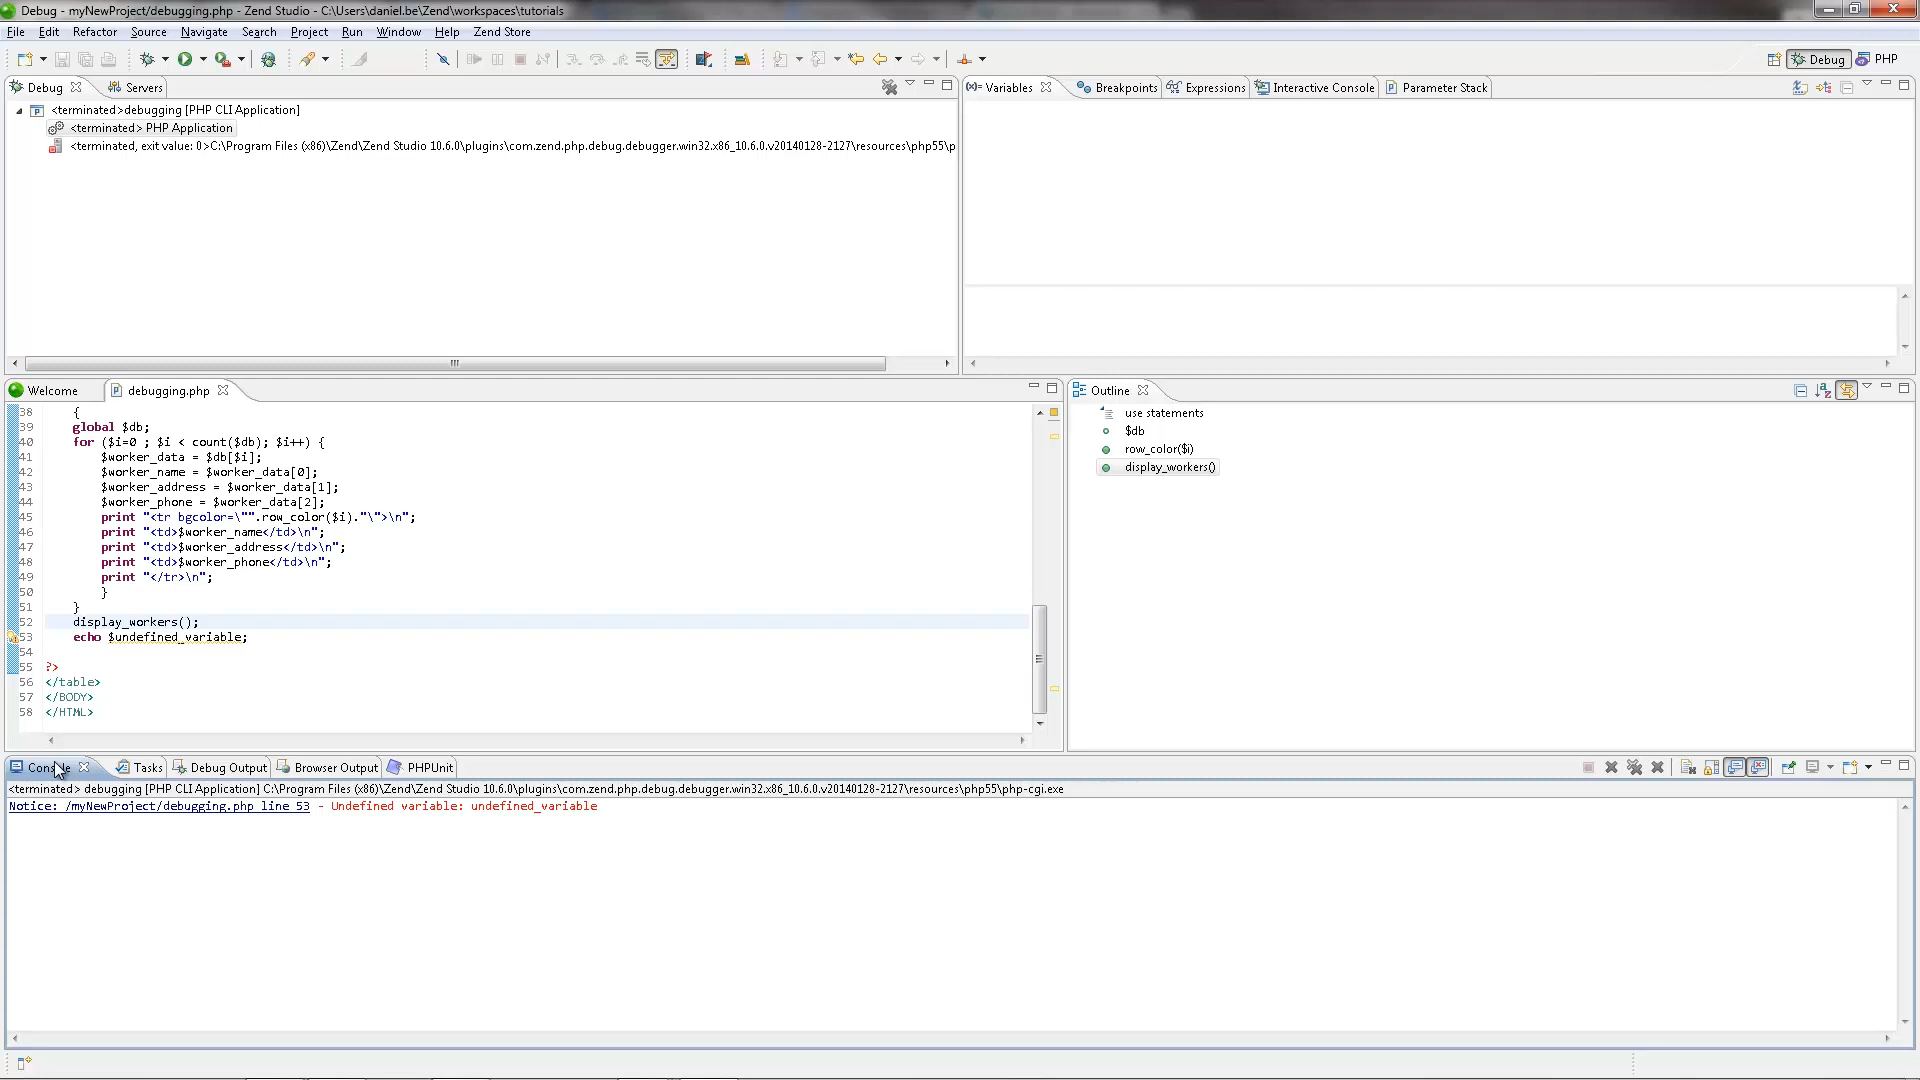 Debug - myNewProject/debugging.php - Zend Studio - C:\Users\daniel.be\Zend\workspaces\tutorials
File Edit Refactor Source Navigate Search Project Run Window Help Zend Store
Debug PHP
Debug Servers
<terminated>debugging [PHP CLI Application]
<terminated> PHP Application
<terminated, exit value: 0>C:\Program Files (x86)\Zend\Zend Studio 10.6.0\plugins\com.zend.php.debug.debugger.win32.x86_10.6.0.v20140128-2127\resources\php55\p
(x)= Variables Breakpoints Expressions Interactive Console Parameter Stack
Welcome debugging.php
38 {
39 global $db;
40 for ($i=0 ; $i < count($db); $i++) {
41 $worker_data = $db[$i];
42 $worker_name = $worker_data[0];
43 $worker_address = $worker_data[1];
44 $worker_phone = $worker_data[2];
45 print "<tr bgcolor=\"".row_color($i)."\">\n";
46 print "<td>$worker_name</td>\n";
47 print "<td>$worker_address</td>\n";
48 print "<td>$worker_phone</td>\n";
49 print "</tr>\n";
50 }
51 }
52 display_workers();
53 echo $undefined_variable;
54
55 ?>
56 </table>
57 </BODY>
58 </HTML>
Outline
use statements
$db
row_color($i)
display_workers()
Console Tasks Debug Output Browser Output PHPUnit
<terminated> debugging [PHP CLI Application] C:\Program Files (x86)\Zend\Zend Studio 10.6.0\plugins\com.zend.php.debug.debugger.win32.x86_10.6.0.v20140128-2127\resources\php55\php-cgi.exe
Notice: /myNewProject/debugging.php line 53 - Undefined variable: undefined_variable